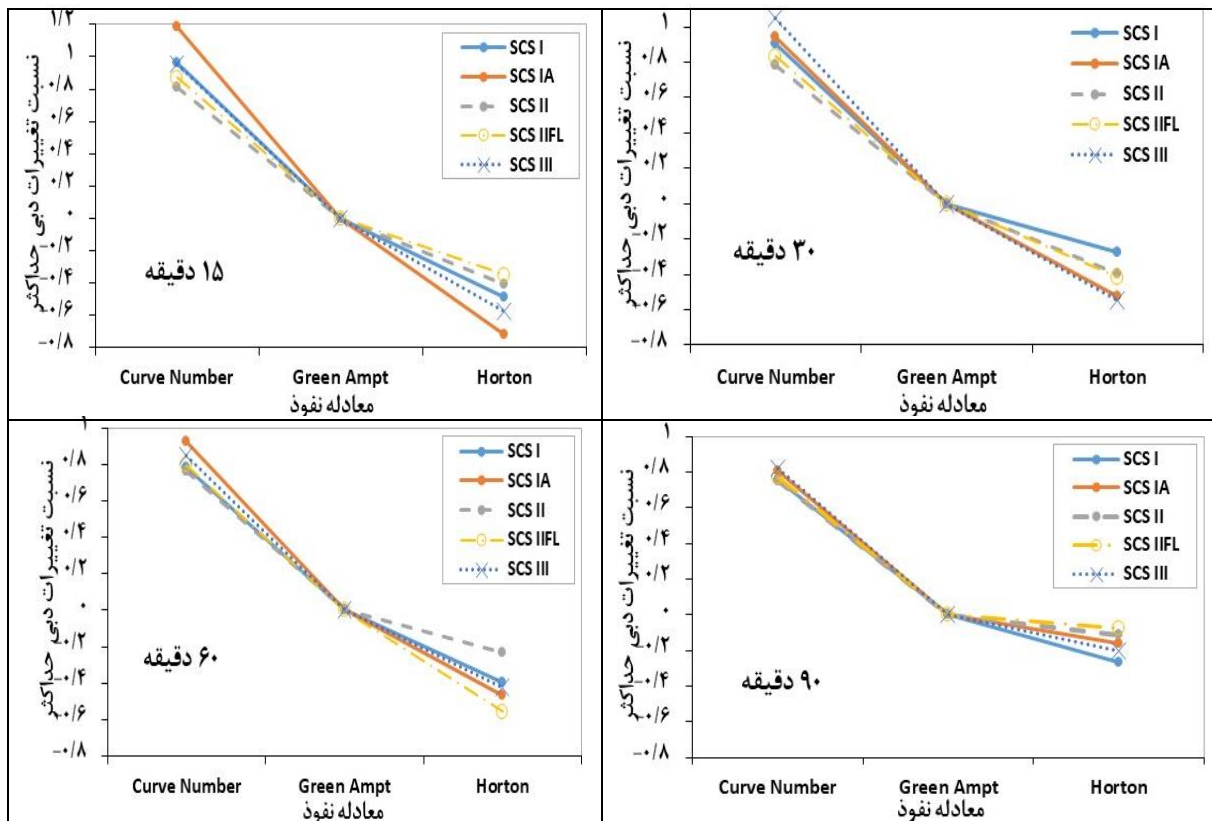 نسبت تغییرات دبی حداکثر
۱/۲
۱
۰/۸
۰/۶
۰/۴
۰/۲
۰
-۰/۲
-۰/۴
-۰/۶
-۰/۸
SCS I
SCS IA
SCS II
SCS IIFL
SCS III
۱۵ دقیقه
Curve Number Green Ampt Horton
معادله نفوذ
نسبت تغییرات دبی حداکثر
۱
۰/۸
۰/۶
۰/۴
۰/۲
۰
-۰/۲
-۰/۴
-۰/۶
-۰/۸
SCS I
SCS IA
SCS II
SCS IIFL
SCS III
۳۰ دقیقه
Curve Number Green Ampt Horton
معادله نفوذ
نسبت تغییرات دبی حداکثر
۱
۰/۸
۰/۶
۰/۴
۰/۲
۰
-۰/۲
-۰/۴
-۰/۶
-۰/۸
SCS I
SCS IA
SCS II
SCS IIFL
SCS III
۶۰ دقیقه
Curve Number Green Ampt Horton
معادله نفوذ
نسبت تغییرات دبی حداکثر
۱
۰/۸
۰/۶
۰/۴
۰/۲
۰
-۰/۲
-۰/۴
-۰/۶
-۰/۸
SCS I
SCS IA
SCS II
SCS IIFL
SCS III
۹۰ دقیقه
Curve Number Green Ampt Horton
معادله نفوذ